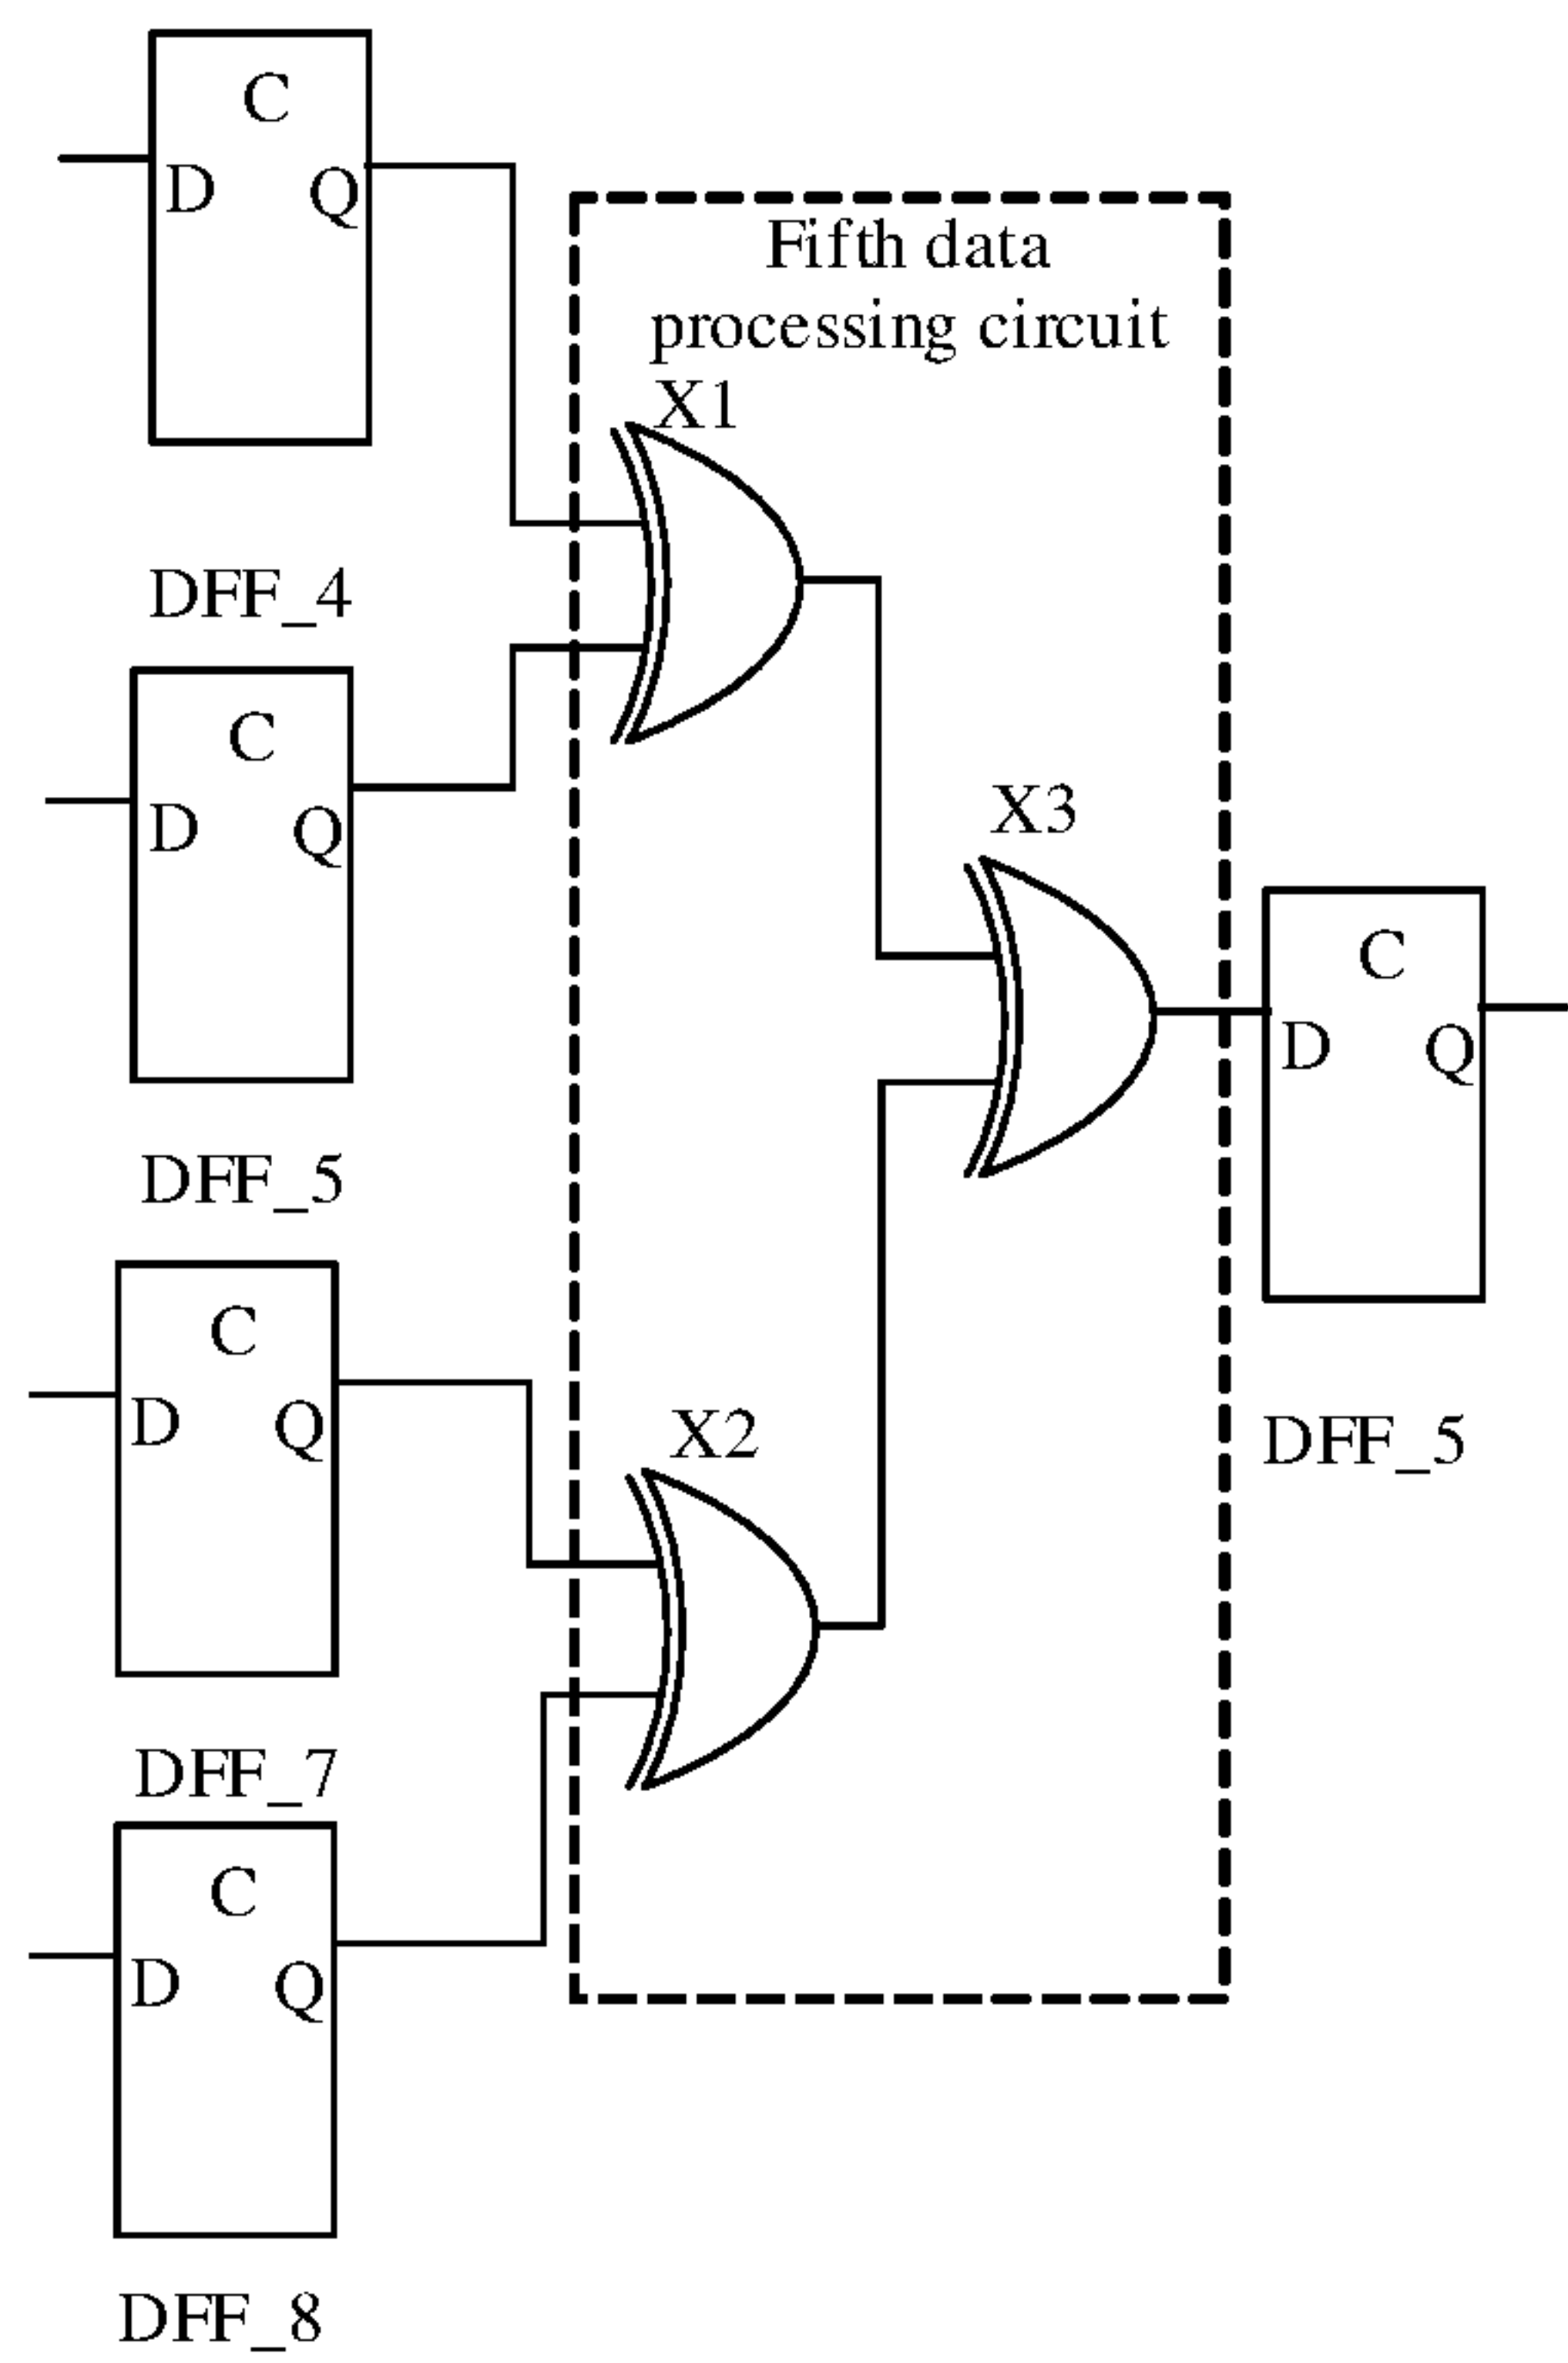 C
D Q
Fifth data
processing circuit
X1
DFF_4
C
D Q
X3
C
D Q
DFF_5
C
D Q
X2
DFF_5
DFF_7
C
D Q
DFF_8